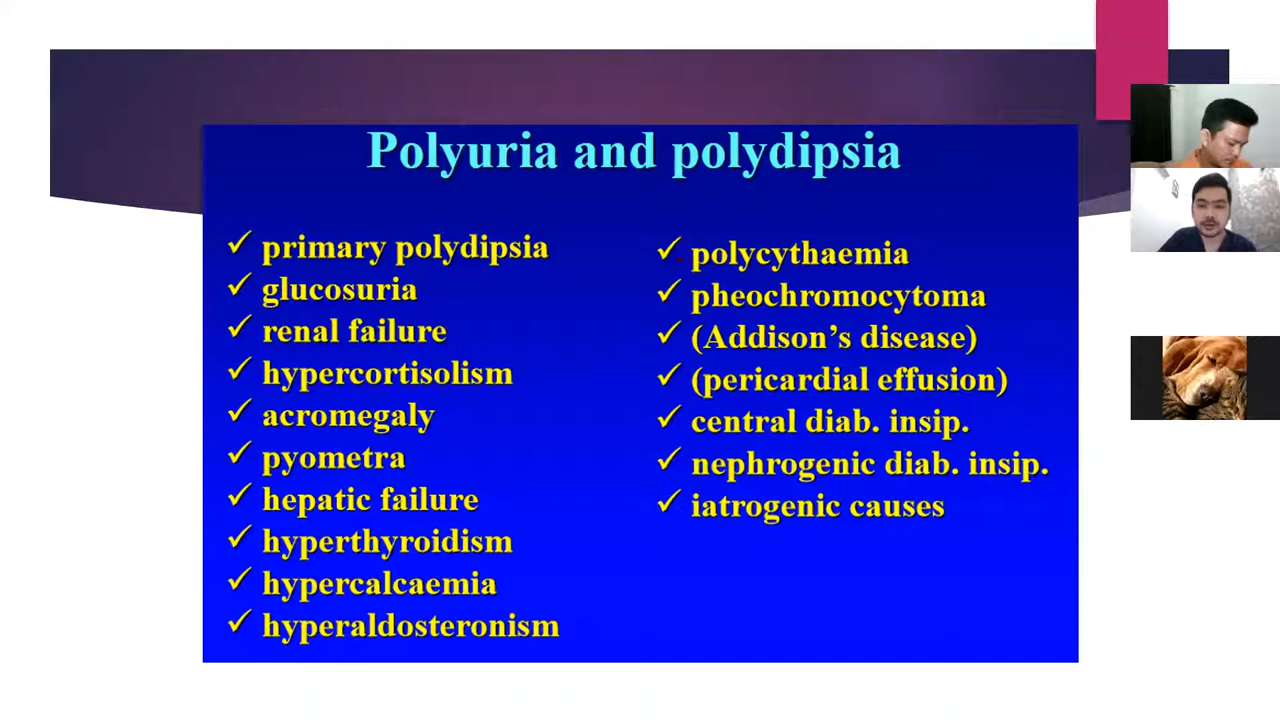 Polyuria and polydipsia
primary polydipsia
glucosuria
renal failure
hypercortisolism
acromegaly
pyometra
hepatic failure
hyperthyroidism
hypercalcaemia
hyperaldosteronism
polycythaemia
pheochromocytoma
(Addison’s disease)
(pericardial effusion)
central diab. insip.
nephrogenic diab. insip.
iatrogenic causes